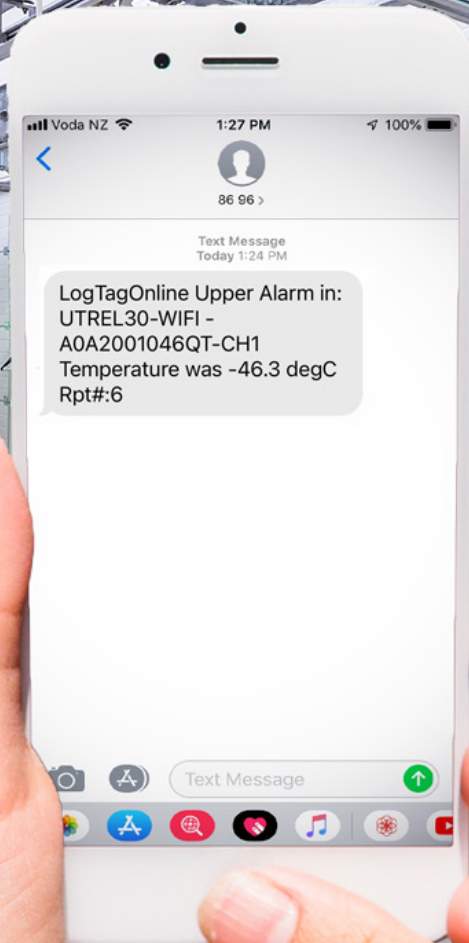 Voda NZ 1:27 PM 100%
86 96 >
Text Message
Today 1:24 PM
LogTagOnline Upper Alarm in:
UTREL30-WIFI -
A0A2001046QT-CH1
Temperature was -46.3 degC
Rpt#:6
Text Message